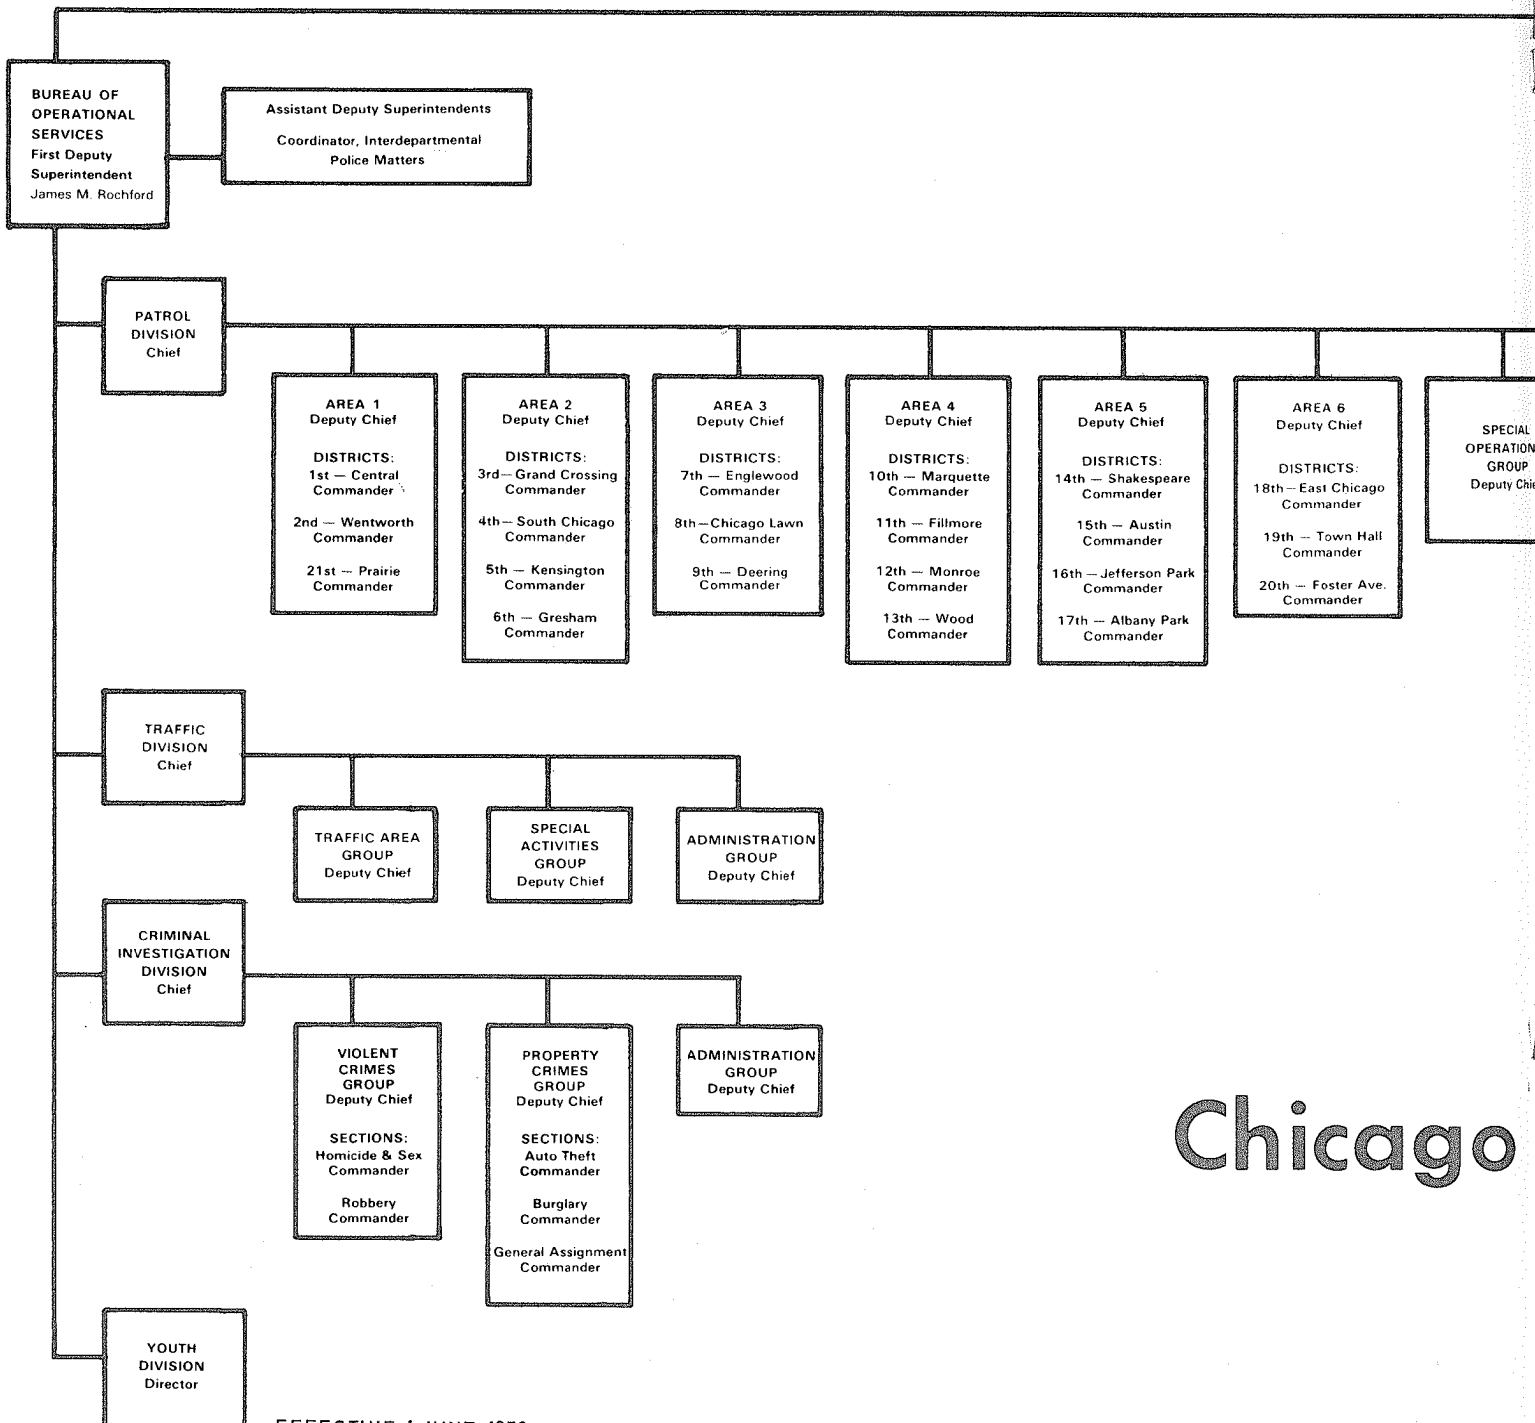 BUREAU OF
OPERATIONAL
SERVICES
First Deputy
Superintendent
James M. Rochford
Assistant Deputy Superintendents
Coordinator, Interdepartmental
Police Matters
PATROL
DIVISION
Chief
AREA 1
Deputy Chief
DISTRICTS:
1st — Central
Commander
2nd — Wentworth
Commander
21st — Prairie
Commander
AREA 2
Deputy Chief
DISTRICTS:
3rd — Grand Crossing
Commander
4th — South Chicago
Commander
5th — Kensington
Commander
6th — Gresham
Commander
AREA 3
Deputy Chief
DISTRICTS:
7th — Englewood
Commander
8th — Chicago Lawn
Commander
9th — Deering
Commander
AREA 4
Deputy Chief
DISTRICTS:
10th — Marquette
Commander
11th — Fillmore
Commander
12th — Monroe
Commander
13th — Wood
Commander
AREA 5
Deputy Chief
DISTRICTS:
14th — Shakespeare
Commander
15th — Austin
Commander
16th — Jefferson Park
Commander
17th — Albany Park
Commander
AREA 6
Deputy Chief
DISTRICTS:
18th — East Chicago
Commander
19th — Town Hall
Commander
20th — Foster Ave.
Commander
SPECIAL
OPERATION
GROUP
Deputy Chie
TRAFFIC
DIVISION
Chief
TRAFFIC AREA
GROUP
Deputy Chief
SPECIAL
ACTIVITIES
GROUP
Deputy Chief
ADMINISTRATION
GROUP
Deputy Chief
CRIMINAL
INVESTIGATION
DIVISION
Chief
VIOLENT
CRIMES
GROUP
Deputy Chief
SECTIONS:
Homicide & Sex
Commander
Robbery
Commander
PROPERTY
CRIMES
GROUP
Deputy Chief
SECTIONS:
Auto Theft
Commander
Burglary
Commander
General Assignment
Commander
ADMINISTRATION
GROUP
Deputy Chief
Chicago
YOUTH
DIVISION
Director
EFFECTIVE